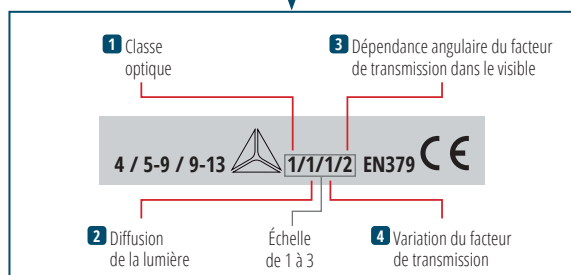 1 Classe
optique
3 Dépendance angulaire du facteur
de transmission dans le visible
4 / 5-9 / 9-13 1/1/1/2 EN379 CE
2 Diffusion
de la lumière
Échelle
de 1 à 3
4 Variation du facteur
de transmission